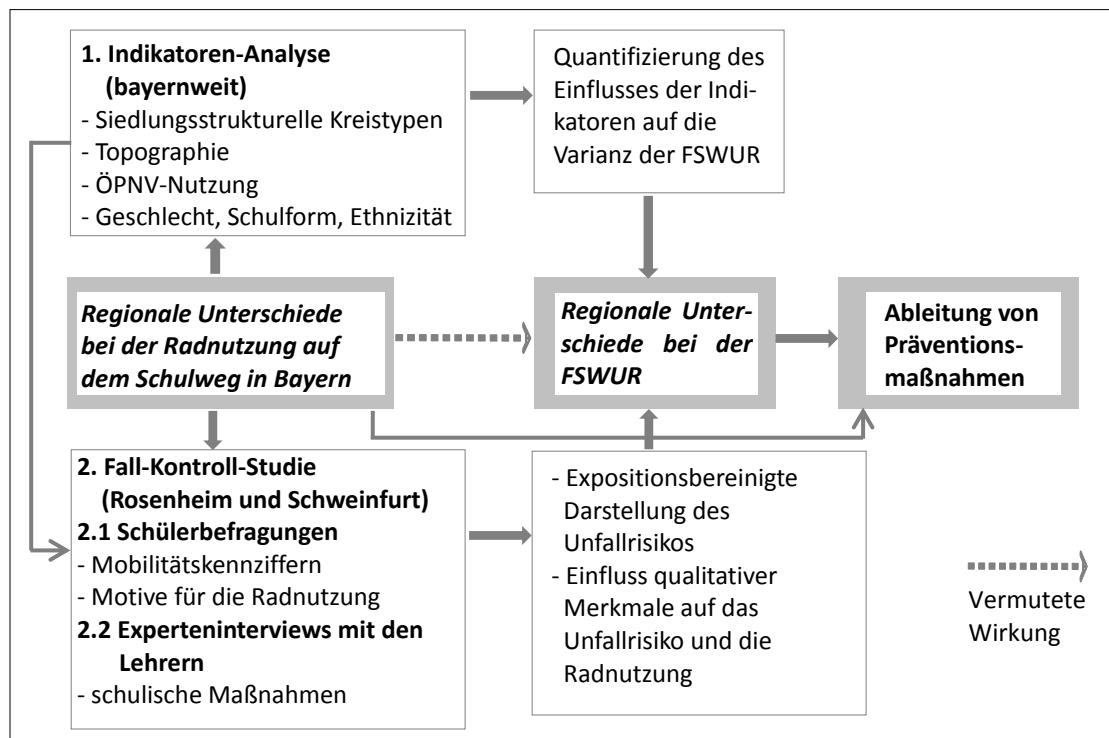 1. Indikatoren-Analyse
(bayernweit)
- Siedlungsstrukturelle Kreistypen
- Topographie
- ÖPNV-Nutzung
- Geschlecht, Schulform, Ethnizität
Quantifizierung des
Einflusses der Indi-
katoren auf die
Varianz der FSWUR
Regionale Unterschiede
bei der Radnutzung auf
dem Schulweg in Bayern
Regionale Unter-
schiede bei der
FSWUR
Ableitung von
Präventions-
maßnahmen
2. Fall-Kontroll-Studie
(Rosenheim und Schweinfurt)
2.1 Schülerbefragungen
- Mobilitätskennziffern
- Motive für die Radnutzung
2.2 Experteninterviews mit den
Lehrern
- schulische Maßnahmen
- Expositionsbereinigte
Darstellung des
Unfallrisikos
- Einfluss qualitativer
Merkmale auf das
Unfallrisiko und die
Radnutzung
Vermutete
Wirkung